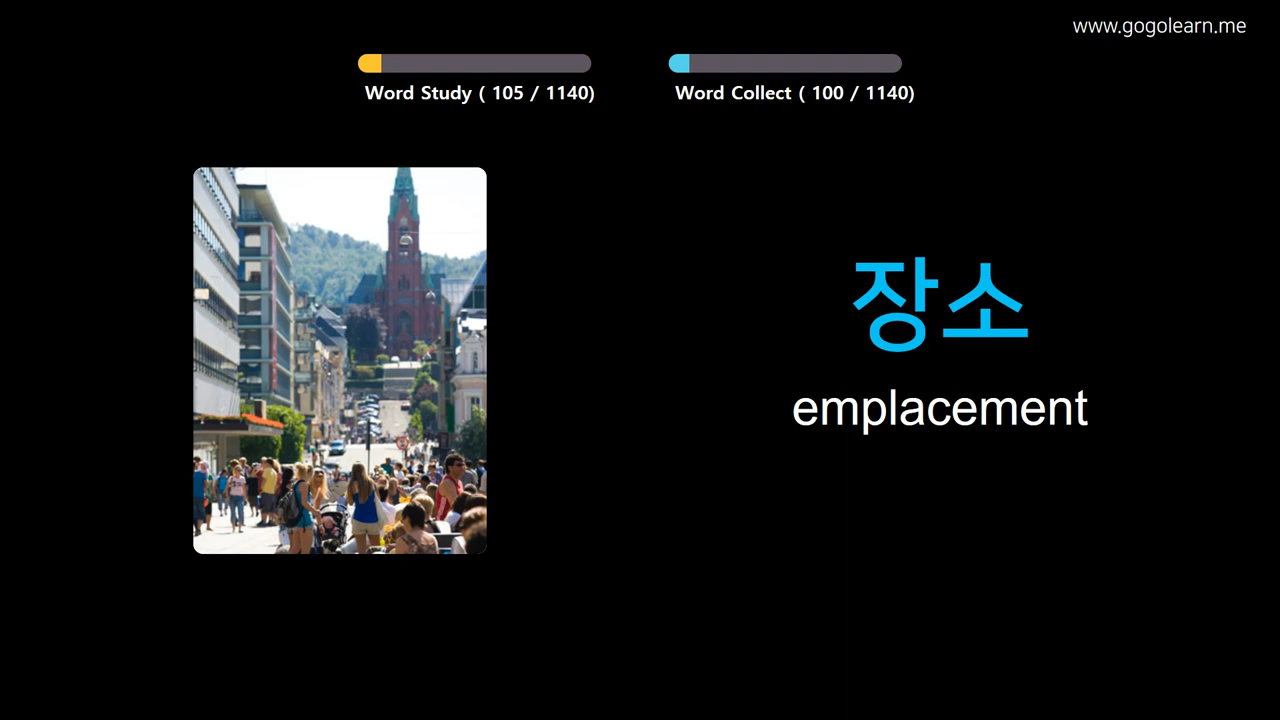 www.gogolearn.me
Word Study ( 105 / 1140)
Word Collect ( 100 / 1140)
장소
emplacement